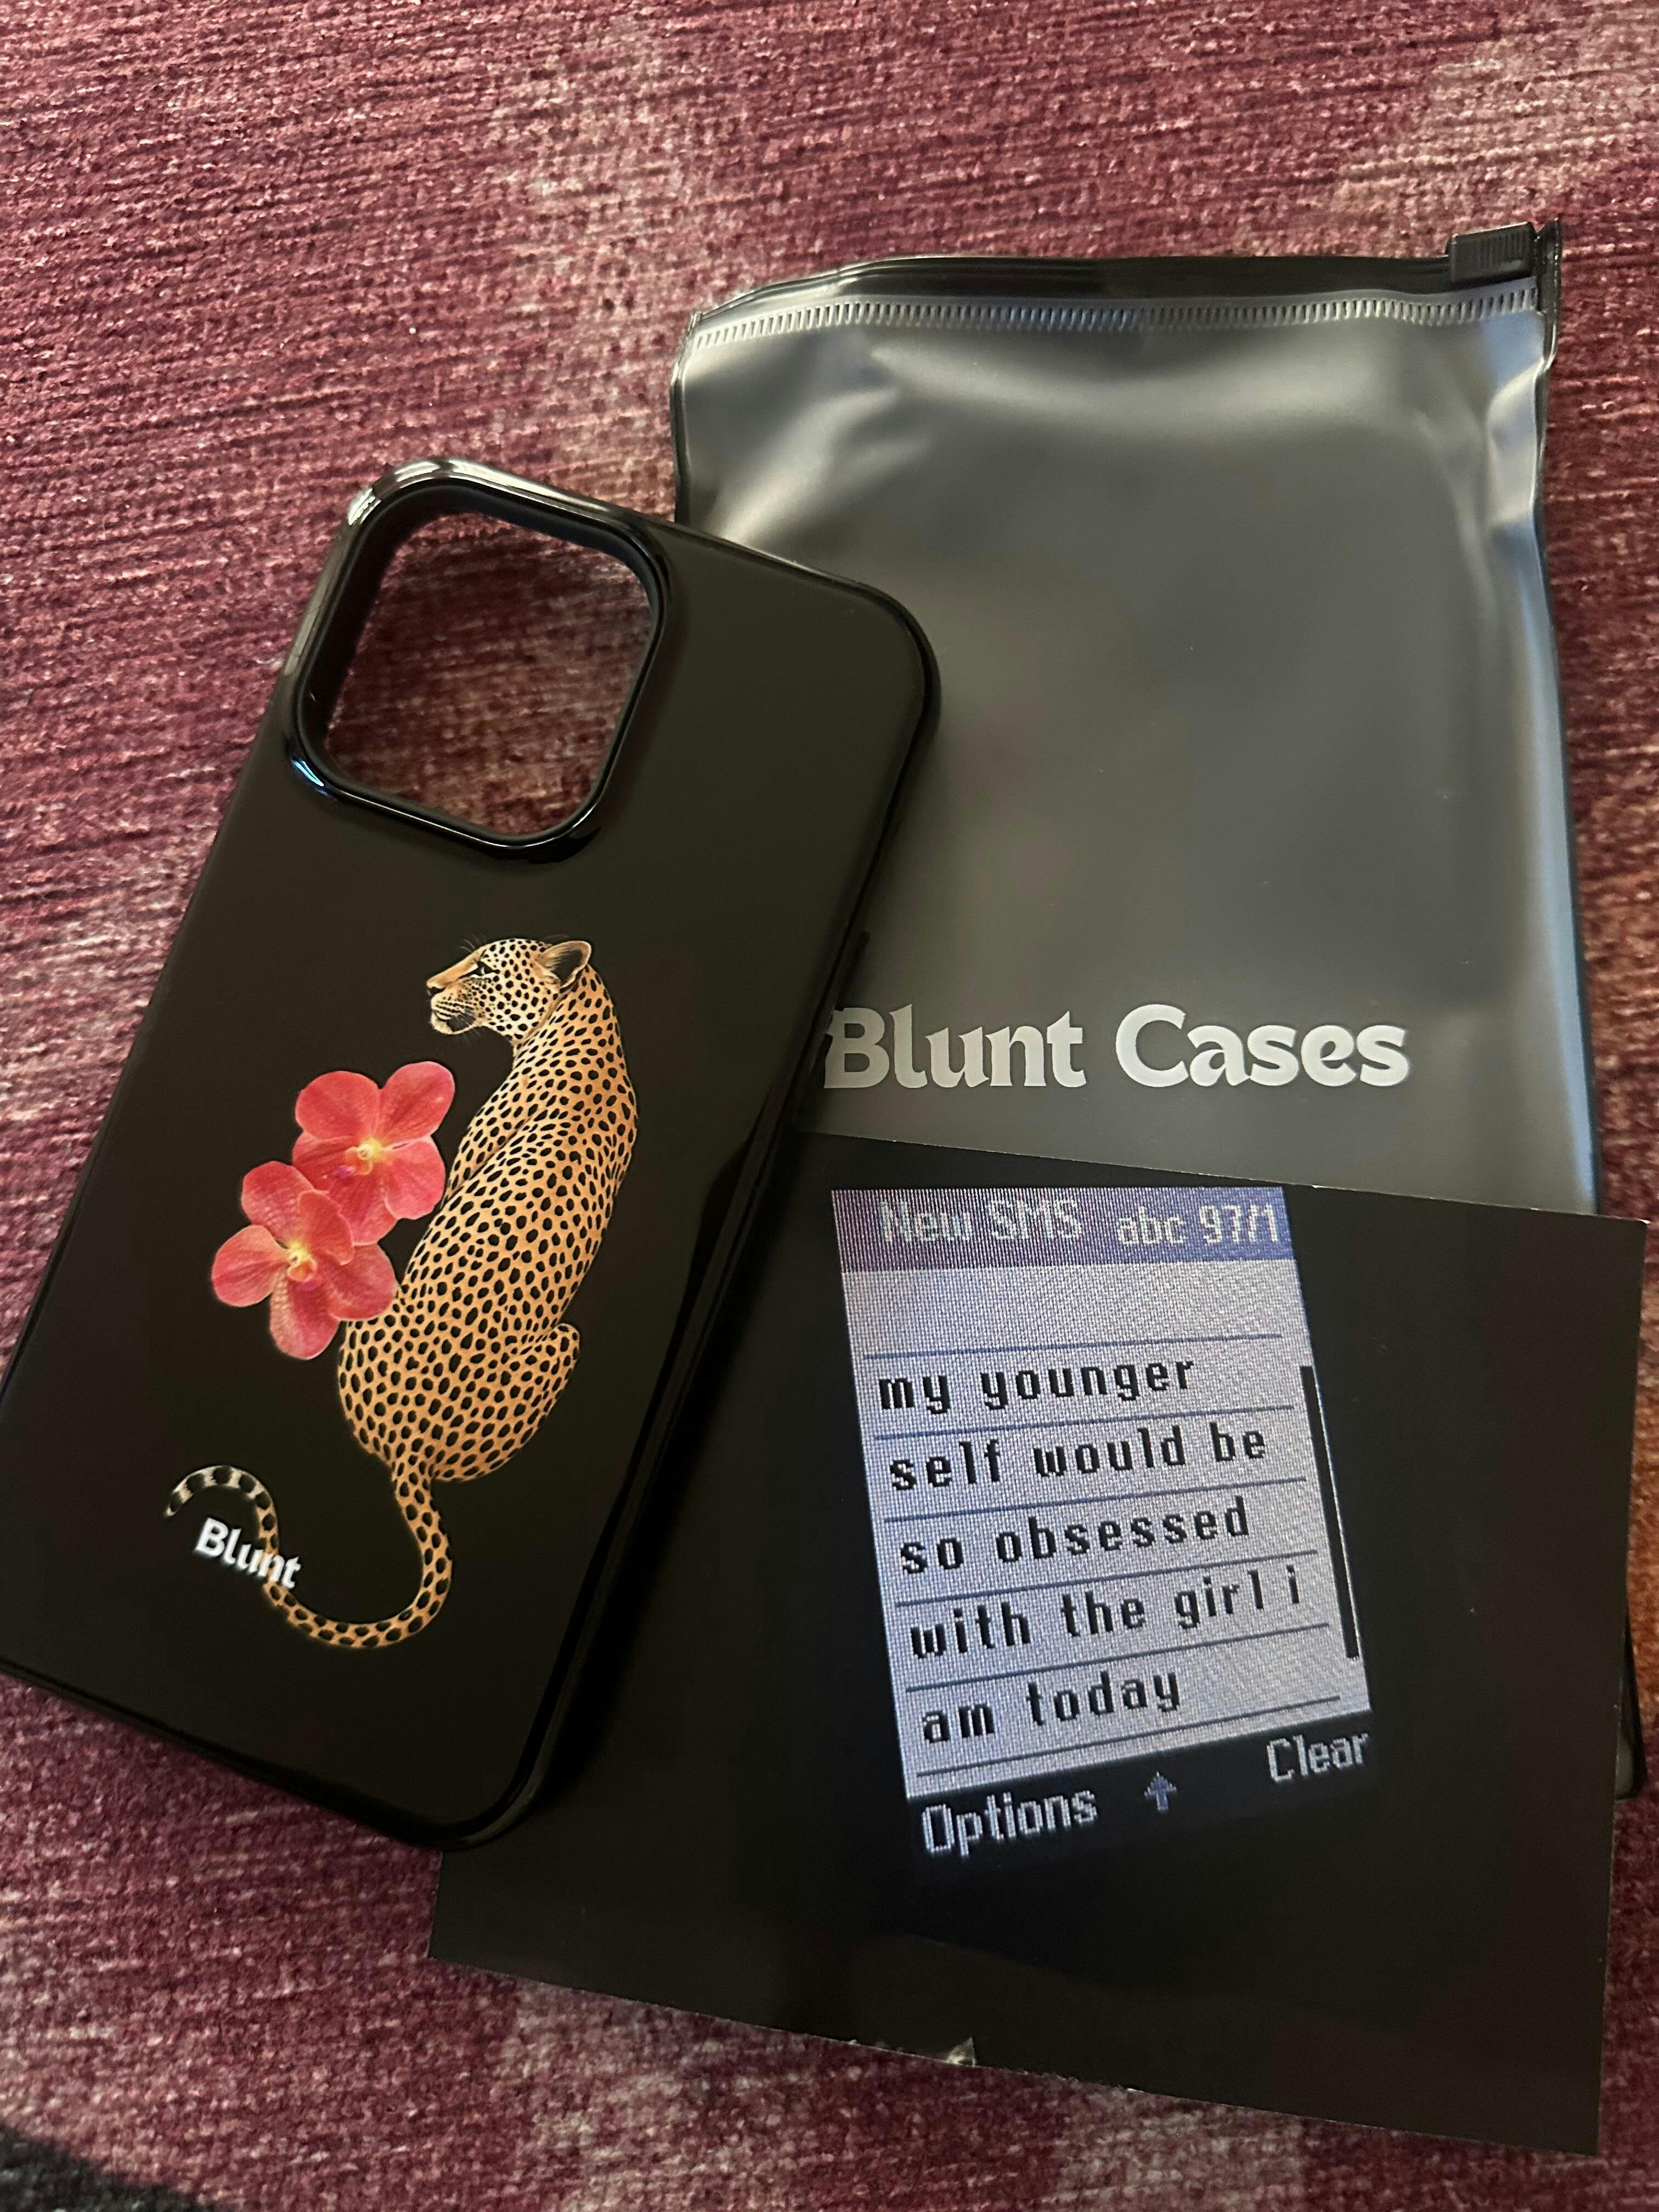 Blunt Cases
Blunt
New SMS abc 97/1
my younger
self would be
so obsessed
with the girl i
am today
Options Clear